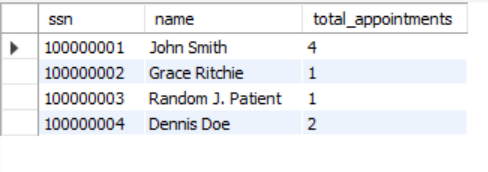 ssn name total_appointments
100000001 John Smith 4
100000002 Grace Ritchie 1
100000003 Random J. Patient 1
100000004 Dennis Doe 2